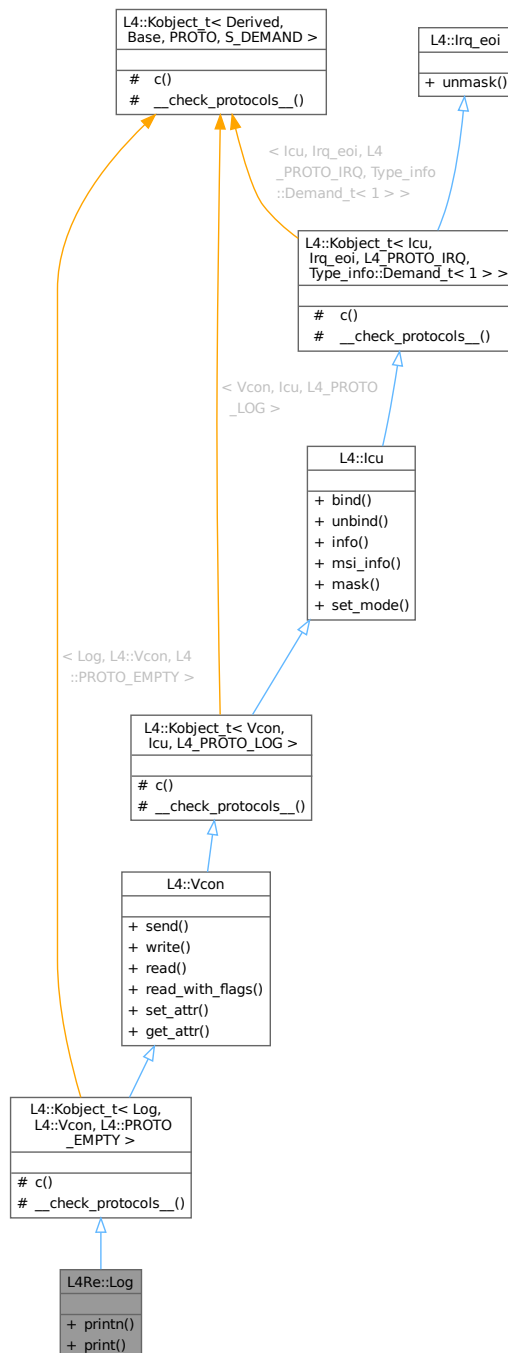 L4::Kobject_t< Derived,
Base, PROTO, S_DEMAND >
# c()
# __check_protocols__()
L4::Irq_eoi
+ unmask()
< Icu, Irq_eoi, L4
_PROTO_IRQ, Type_info
::Demand_t< 1 > >
L4::Kobject_t< Icu,
Irq_eoi, L4_PROTO_IRQ,
Type_info::Demand_t< 1 > >
# c()
# __check_protocols__()
< Vcon, Icu, L4_PROTO
_LOG >
L4::Icu
+ bind()
+ unbind()
+ info()
+ msi_info()
+ mask()
+ set_mode()
< Log, L4::Vcon, L4
::PROTO_EMPTY >
L4::Kobject_t< Vcon,
Icu, L4_PROTO_LOG >
# c()
# __check_protocols__()
L4::Vcon
+ send()
+ write()
+ read()
+ read_with_flags()
+ set_attr()
+ get_attr()
L4::Kobject_t< Log,
L4::Vcon, L4::PROTO
_EMPTY >
# c()
# __check_protocols__()
L4Re::Log
+ printn()
+ print()